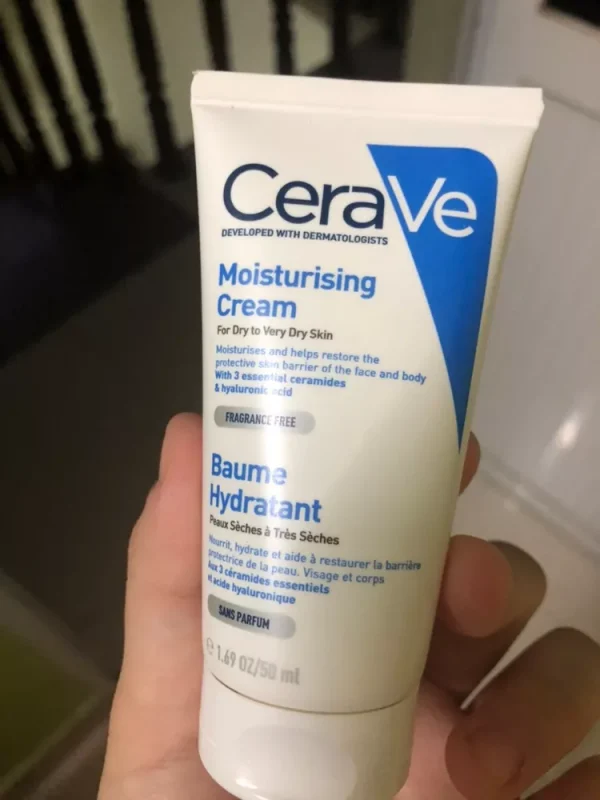 CeraVe
DEVELOPED WITH DERMATOLOGISTS
Moisturising
Cream
For Dry to Very Dry Skin
Moisturises and helps restore the
protective skin barrier of the face and body
With 3 essential ceramides
& hyaluronic acid
FRAGRANCE FREE
Baume
Hydratant
Peaux Sèches à Très Sèches
Nourrit, hydrate et aide à restaurer la barrière
protectrice de la peau. Visage et corps
Aux 3 céramides essentiels
et acide hyaluronique
SANS PARFUM
℮ 1.69 OZ/50 ml